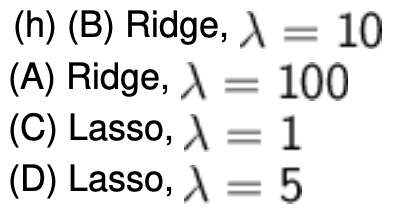 (h) (B) Ridge, λ = 10
(A) Ridge, λ = 100
(C) Lasso, λ = 1
(D) Lasso, λ = 5